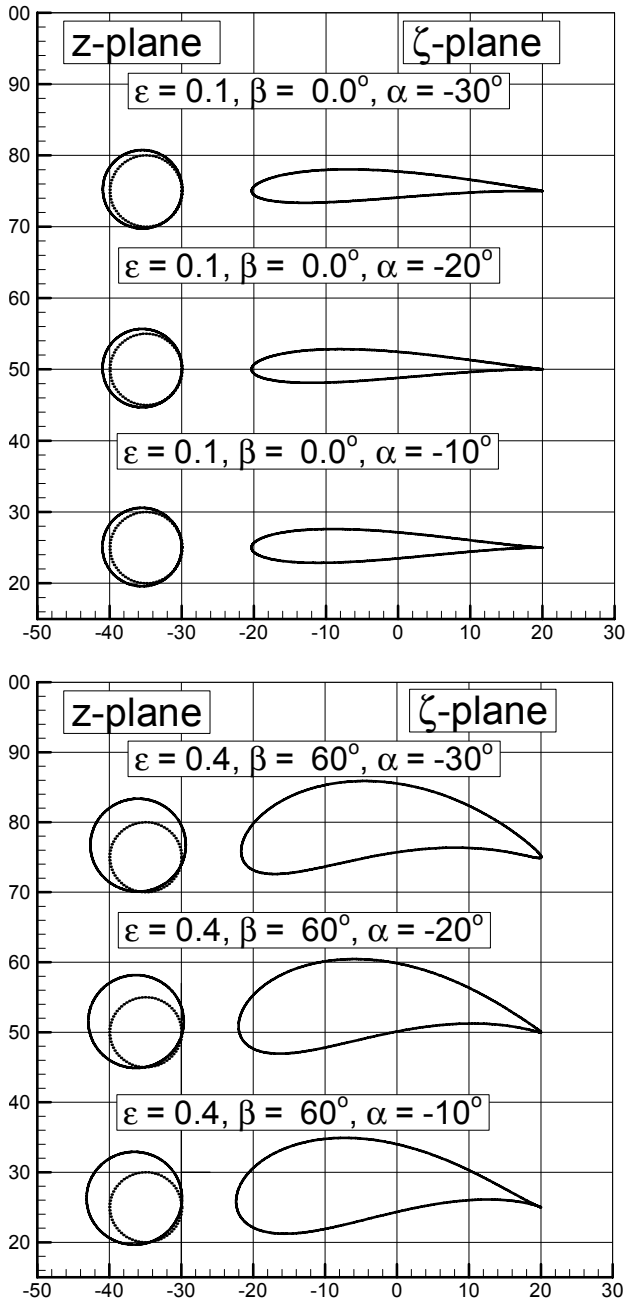 00
z-plane ζ-plane
90
ε = 0.1, β = 0.0°, α = -30°
80
70
ε = 0.1, β = 0.0°, α = -20°
60
50
40
ε = 0.1, β = 0.0°, α = -10°
30
20
-50 -40 -30 -20 -10 0 10 20 30
00
z-plane ζ-plane
90
ε = 0.4, β = 60°, α = -30°
80
70
ε = 0.4, β = 60°, α = -20°
60
50
40
ε = 0.4, β = 60°, α = -10°
30
20
-50 -40 -30 -20 -10 0 10 20 30